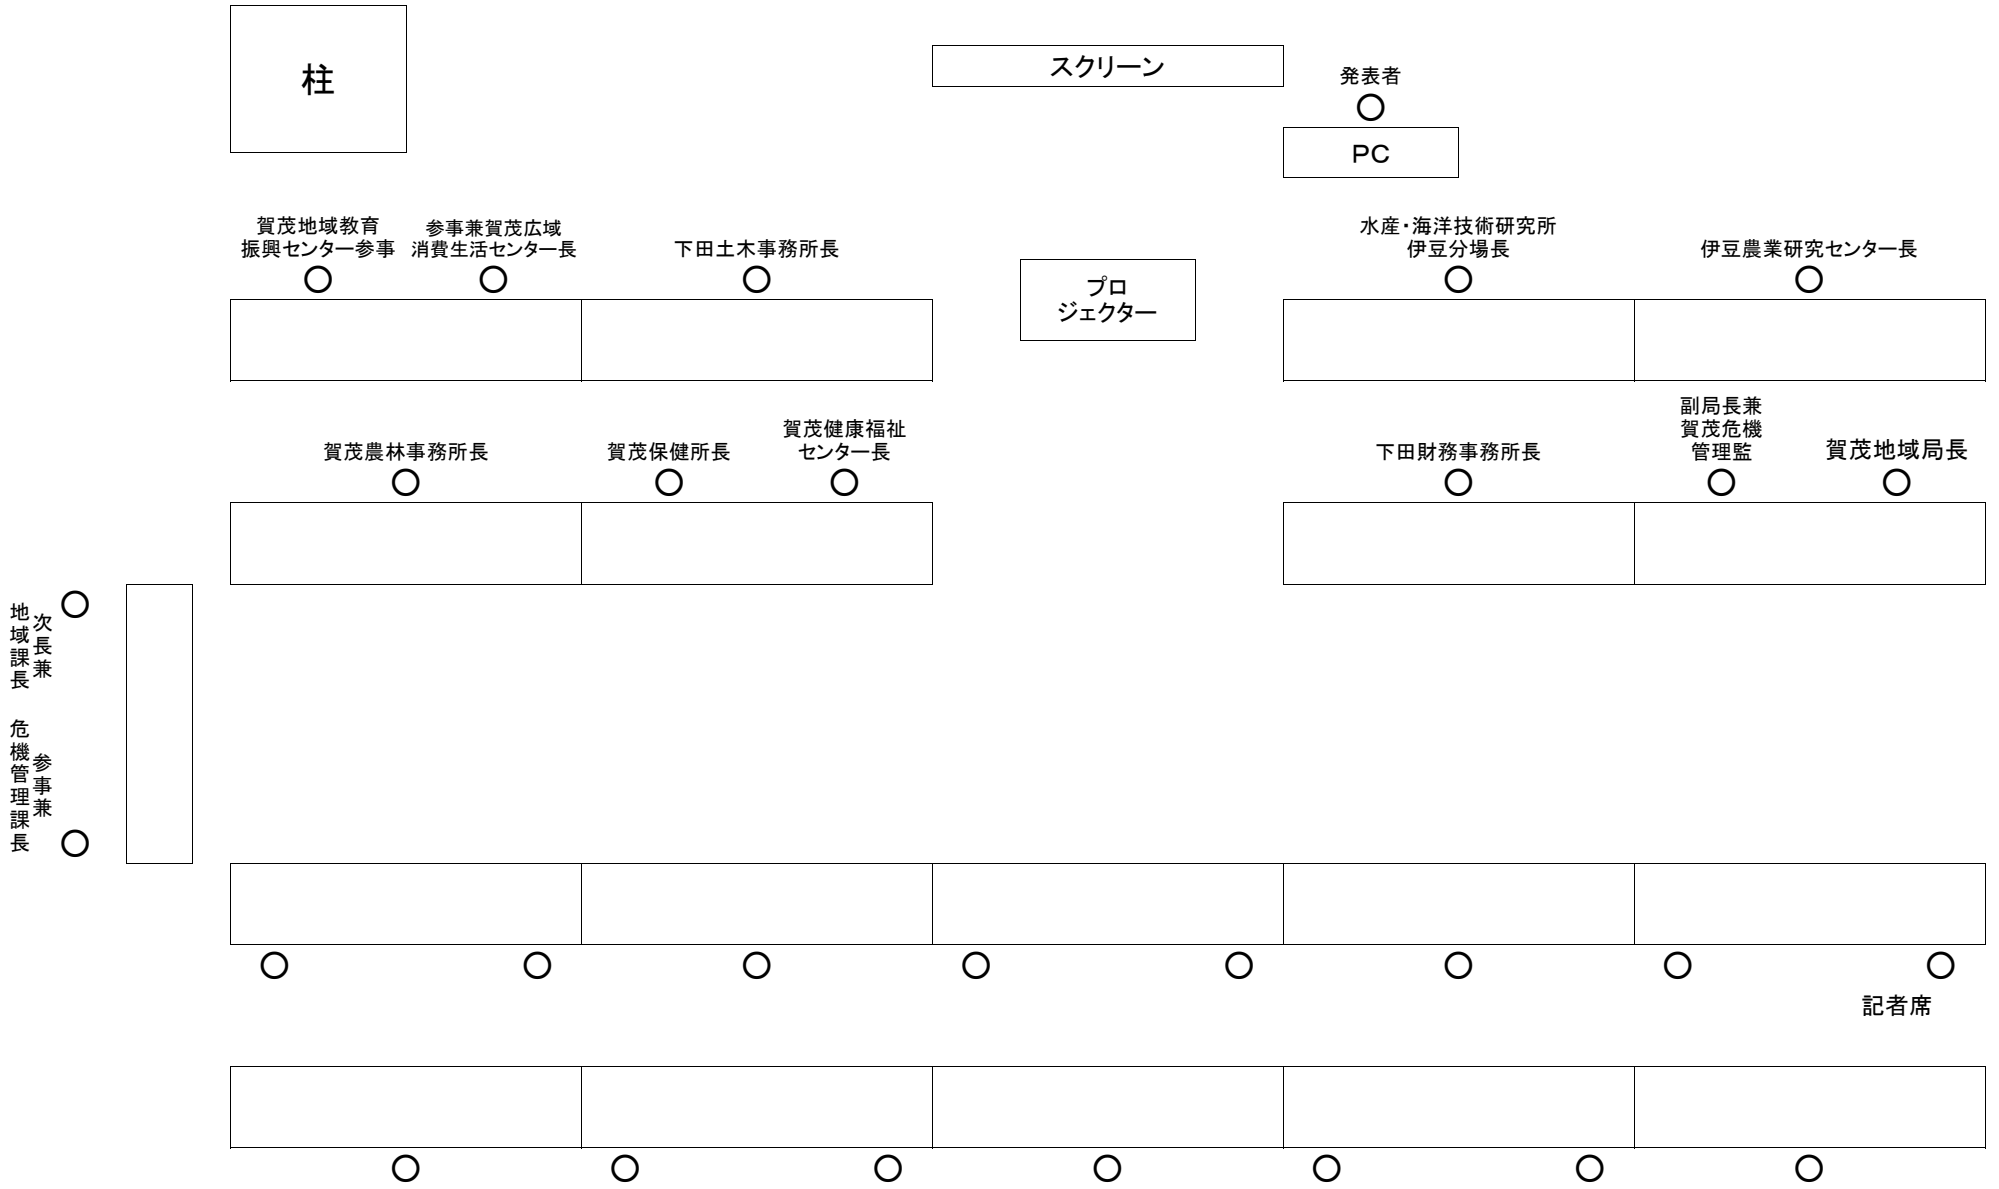 柱
スクリーン
発表者
PC
賀茂地域教育
振興センター参事
参事兼賀茂広域
消費生活センター長
下田土木事務所長
プロ
ジェクター
水産・海洋技術研究所
伊豆分場長
伊豆農業研究センター長
賀茂農林事務所長
賀茂保健所長
賀茂健康福祉
センター長
下田財務事務所長
副局長兼
賀茂危機
管理監
賀茂地域局長
次長兼
地域課長
参事兼
危機管理課長
記者席